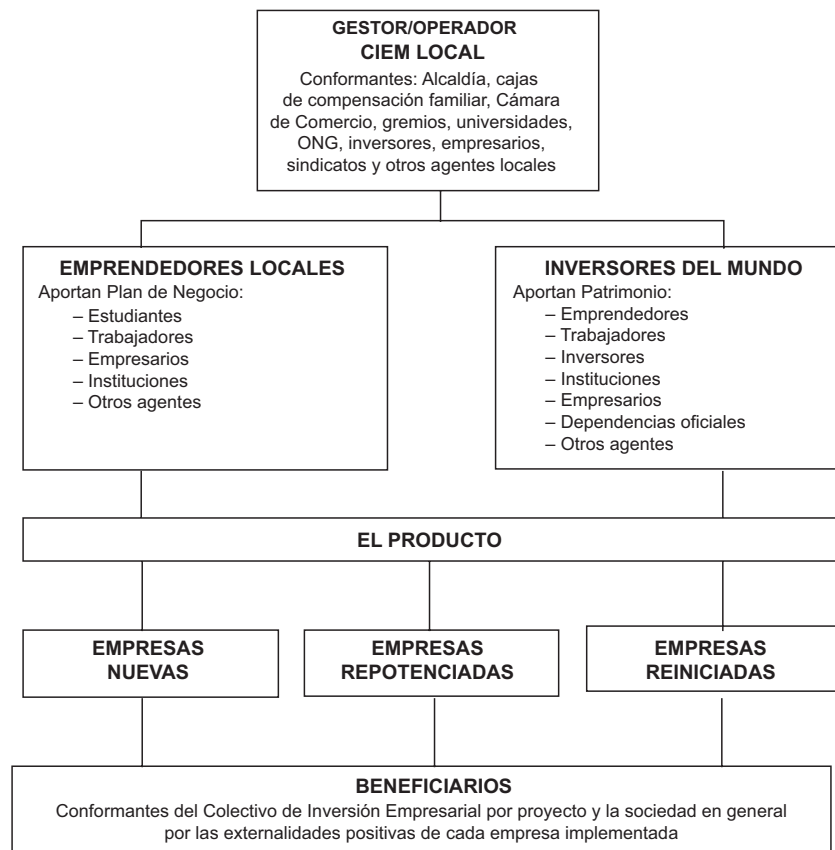 GESTOR/OPERADOR
CIEM LOCAL
Conformantes: Alcaldía, cajas
de compensación familiar, Cámara
de Comercio, gremios, universidades,
ONG, inversores, empresarios,
sindicatos y otros agentes locales
EMPRENDEDORES LOCALES
Aportan Plan de Negocio:
– Estudiantes
– Trabajadores
– Empresarios
– Instituciones
– Otros agentes
INVERSORES DEL MUNDO
Aportan Patrimonio:
– Emprendedores
– Trabajadores
– Inversores
– Instituciones
– Empresarios
– Dependencias oficiales
– Otros agentes
EL PRODUCTO
EMPRESAS
NUEVAS
EMPRESAS
REPOTENCIADAS
EMPRESAS
REINICIADAS
BENEFICIARIOS
Conformantes del Colectivo de Inversión Empresarial por proyecto y la sociedad en general
por las externalidades positivas de cada empresa implementada